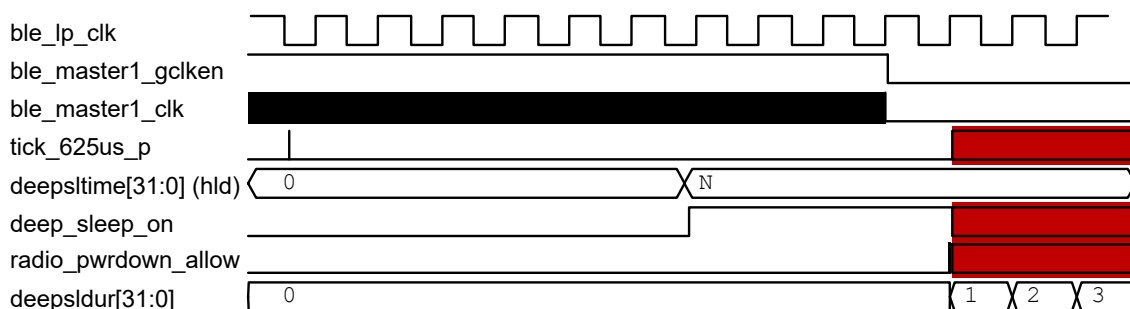 ble_lp_clk
ble_master1_gclken
ble_master1_clk
tick_625us_p
deepsltime[31:0] (hld) 0 N
deep_sleep_on
radio_pwrdown_allow
deepsldur[31:0] 0 1 2 3